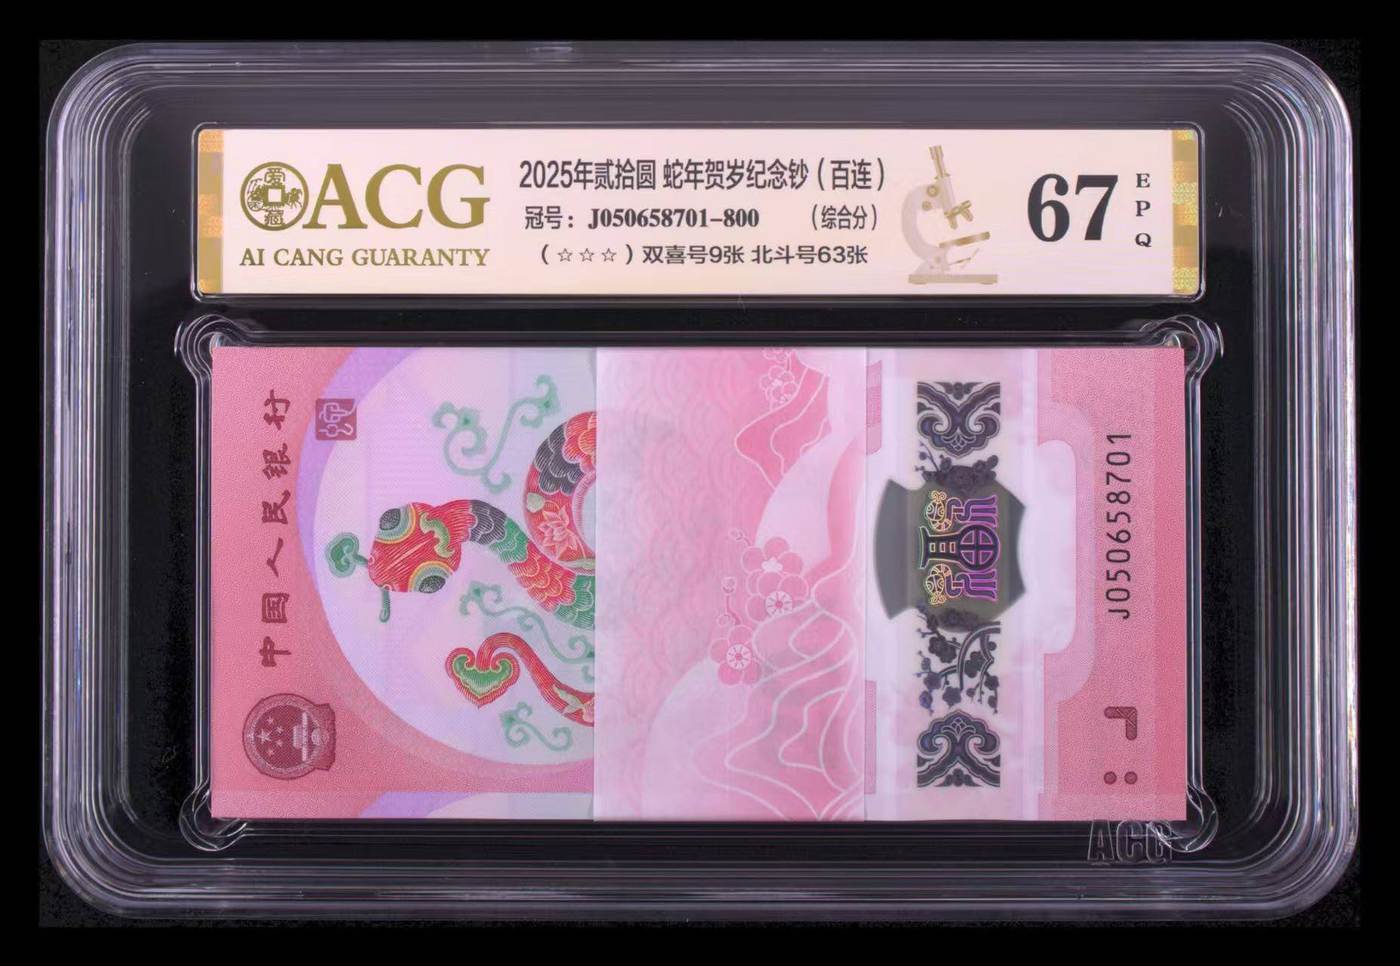 ACG
AI CANG GUARANTY
2025年贰拾圆 蛇年贺岁纪念钞（百连）
冠号：J050658701-800 （综合分）
（☆☆☆）双喜号9张 北斗号63张
67
EPQ
中国人民银行
J050658701
ACG